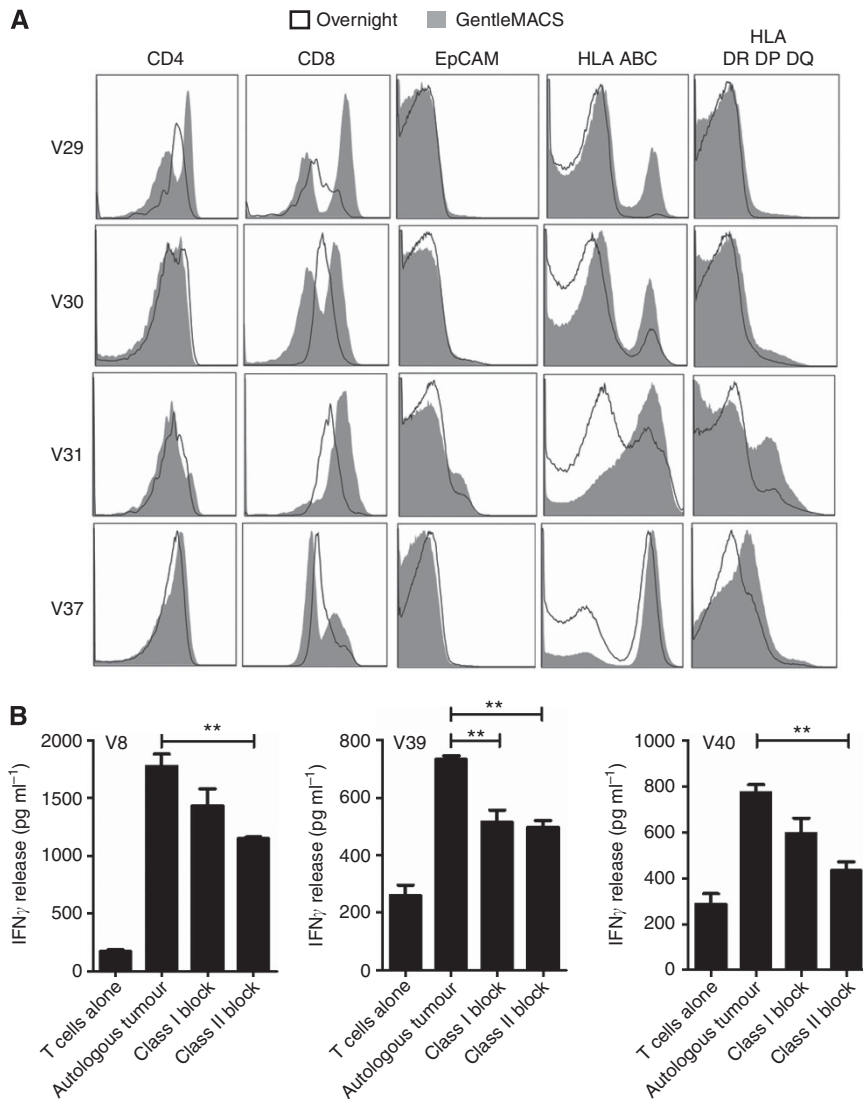 A
Overnight GentleMACS
CD4 CD8 EpCAM HLA ABC HLA DR DP DQ
V29
V30
V31
V37
B
V8
**
IFNγ release (pg ml⁻¹)
2000
1500
1000
500
0
T cells alone
Autologous tumour
Class I block
Class II block
V39
**
**
IFNγ release (pg ml⁻¹)
800
600
400
200
0
T cells alone
Autologous tumour
Class I block
Class II block
V40
**
IFNγ release (pg ml⁻¹)
1000
800
600
400
200
0
T cells alone
Autologous tumour
Class I block
Class II block